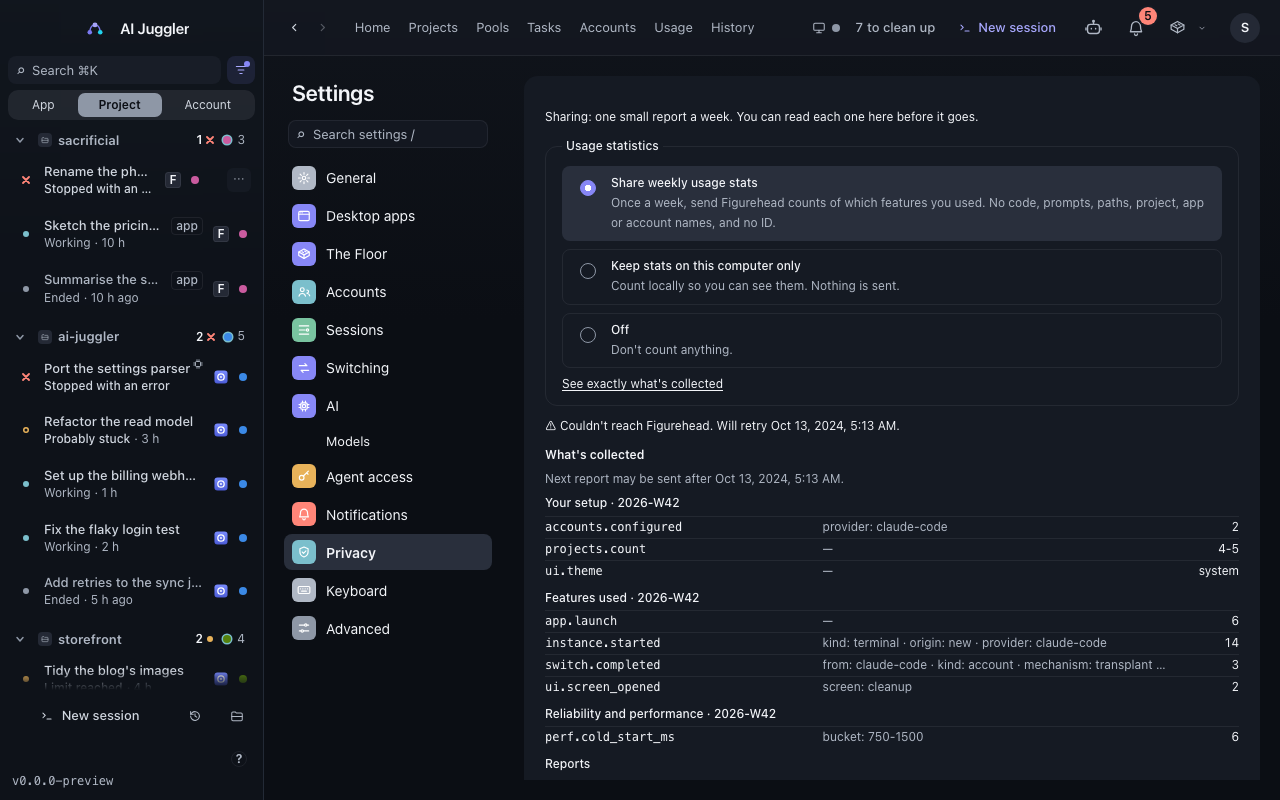 AI Juggler
Search ⌘K
App Project Account
sacrificial 1 3
Rename the ph... F
Stopped with an ...
Sketch the pricin... app F
Working · 10 h
Summarise the s... app F
Ended · 10 h ago
ai-juggler 2 5
Port the settings parser
Stopped with an error
Refactor the read model
Probably stuck · 3 h
Set up the billing webh...
Working · 1 h
Fix the flaky login test
Working · 2 h
Add retries to the sync j...
Ended · 5 h ago
storefront 2 4
Tidy the blog's images
Limit reached · 4 h
New session
?
v0.0.0-preview
Home Projects Pools Tasks Accounts Usage History
7 to clean up
New session
5
S
Settings
Search settings /
General
Desktop apps
The Floor
Accounts
Sessions
Switching
AI
Models
Agent access
Notifications
Privacy
Keyboard
Advanced
Sharing: one small report a week. You can read each one here before it goes.
Usage statistics
Share weekly usage stats
Once a week, send Figurehead counts of which features you used. No code, prompts, paths, project, app
or account names, and no ID.
Keep stats on this computer only
Count locally so you can see them. Nothing is sent.
Off
Don't count anything.
See exactly what's collected
Couldn't reach Figurehead. Will retry Oct 13, 2024, 5:13 AM.
What's collected
Next report may be sent after Oct 13, 2024, 5:13 AM.
Your setup · 2026-W42
accounts.configured provider: claude-code 2
projects.count — 4-5
ui.theme — system
Features used · 2026-W42
app.launch — 6
instance.started kind: terminal · origin: new · provider: claude-code 14
switch.completed from: claude-code · kind: account · mechanism: transplant ... 3
ui.screen_opened screen: cleanup 2
Reliability and performance · 2026-W42
perf.cold_start_ms bucket: 750-1500 6
Reports